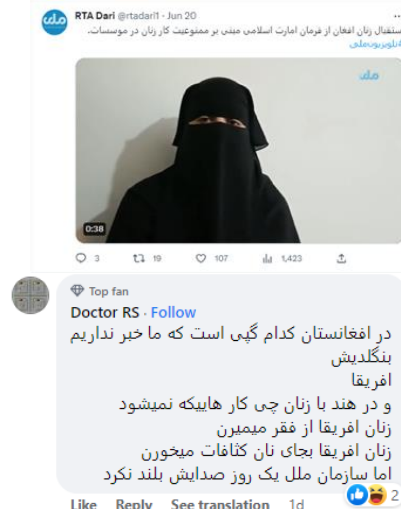 RTA Dari @rtadari1 · Jun 20
ستقبال زنان افغان از فرمان امارت اسلامی مبنی بر ممنوعیت کار زنان در موسسات.
#تلویزیون‌ملی
ملی
ملی
0:38
3 19 107 1,423
Top fan
Doctor RS · Follow
در افغانستان کدام گپی است که ما خبر نداریم
بنگلدیش
افریقا
و در هند با زنان چی کار هاییکه نمیشود
زنان افریقا از فقر میمیرن
زنان افریقا بجای نان کثافات میخورن
اما سازمان ملل یک روز صدایش بلند نکرد
Like Reply See translation 1d
2